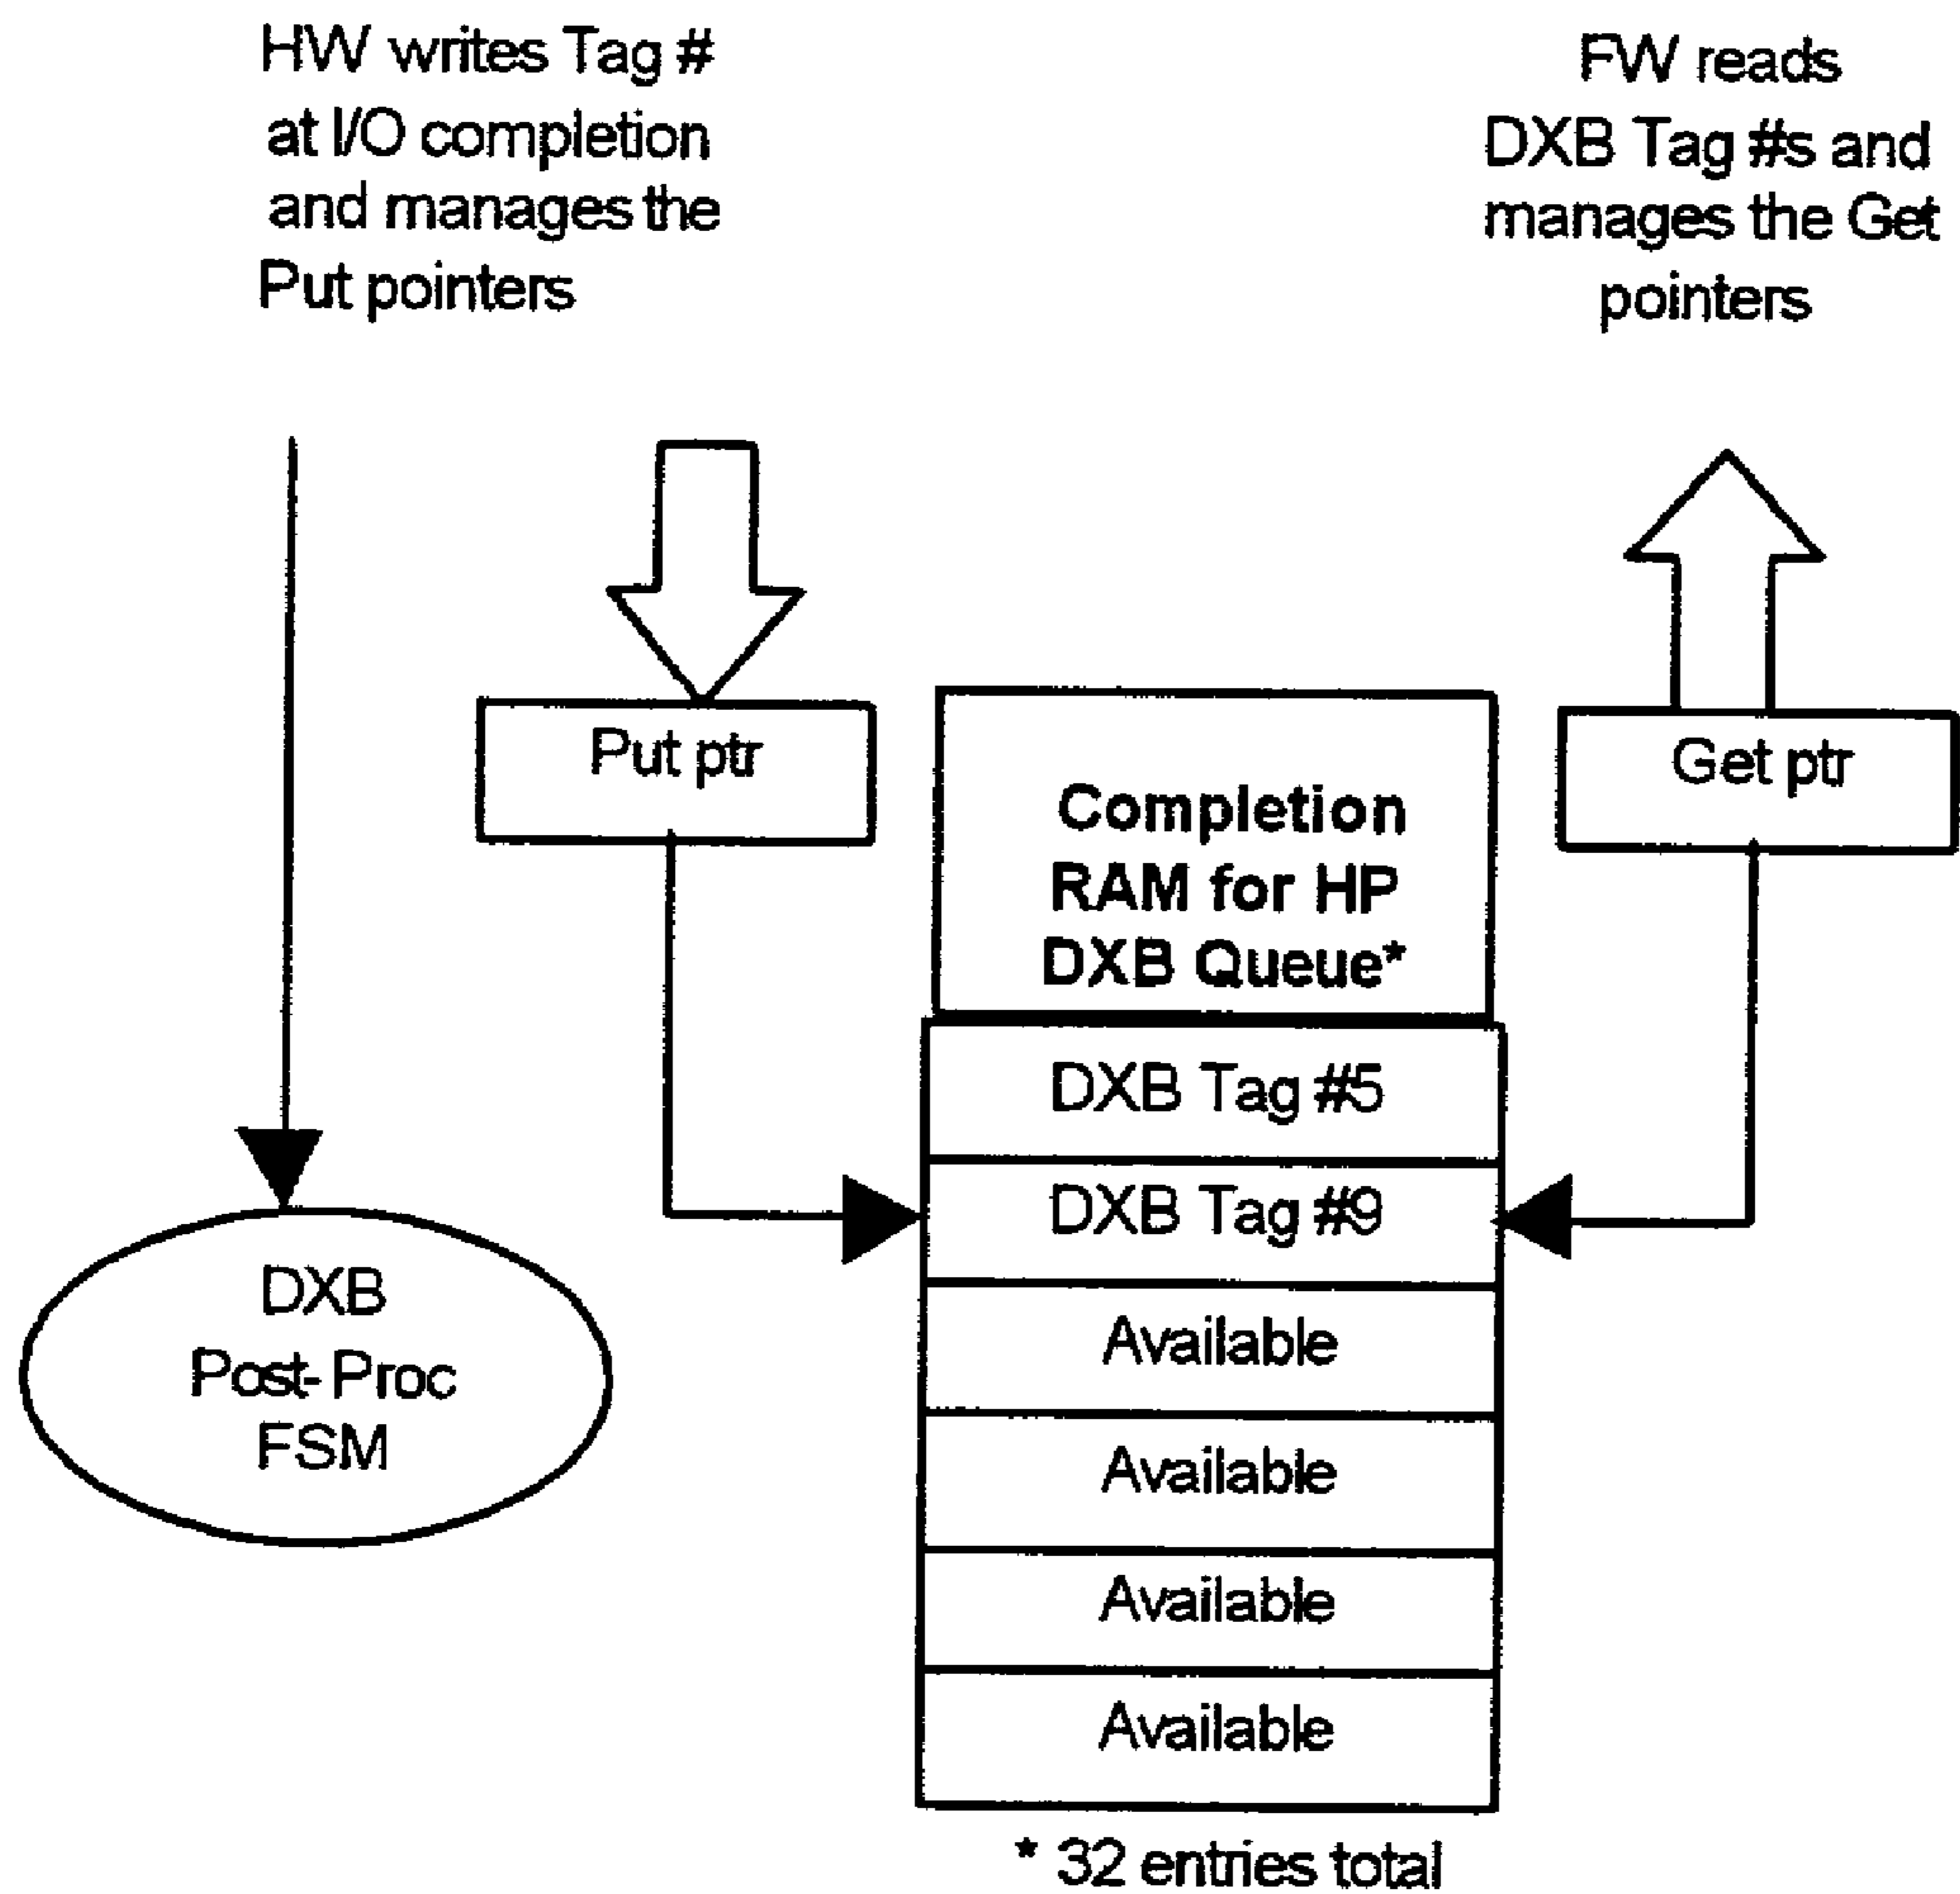 HW writes Tag #
at I/O completion
and manages the
Put pointers
FW reads
DXB Tag #s and
manages the Get
pointers
Put ptr
Get ptr
Completion
RAM for HP
DXB Queue*
DXB Tag #5
DXB Tag #9
Available
Available
Available
Available
DXB
Post-Proc
FSM
* 32 entries total